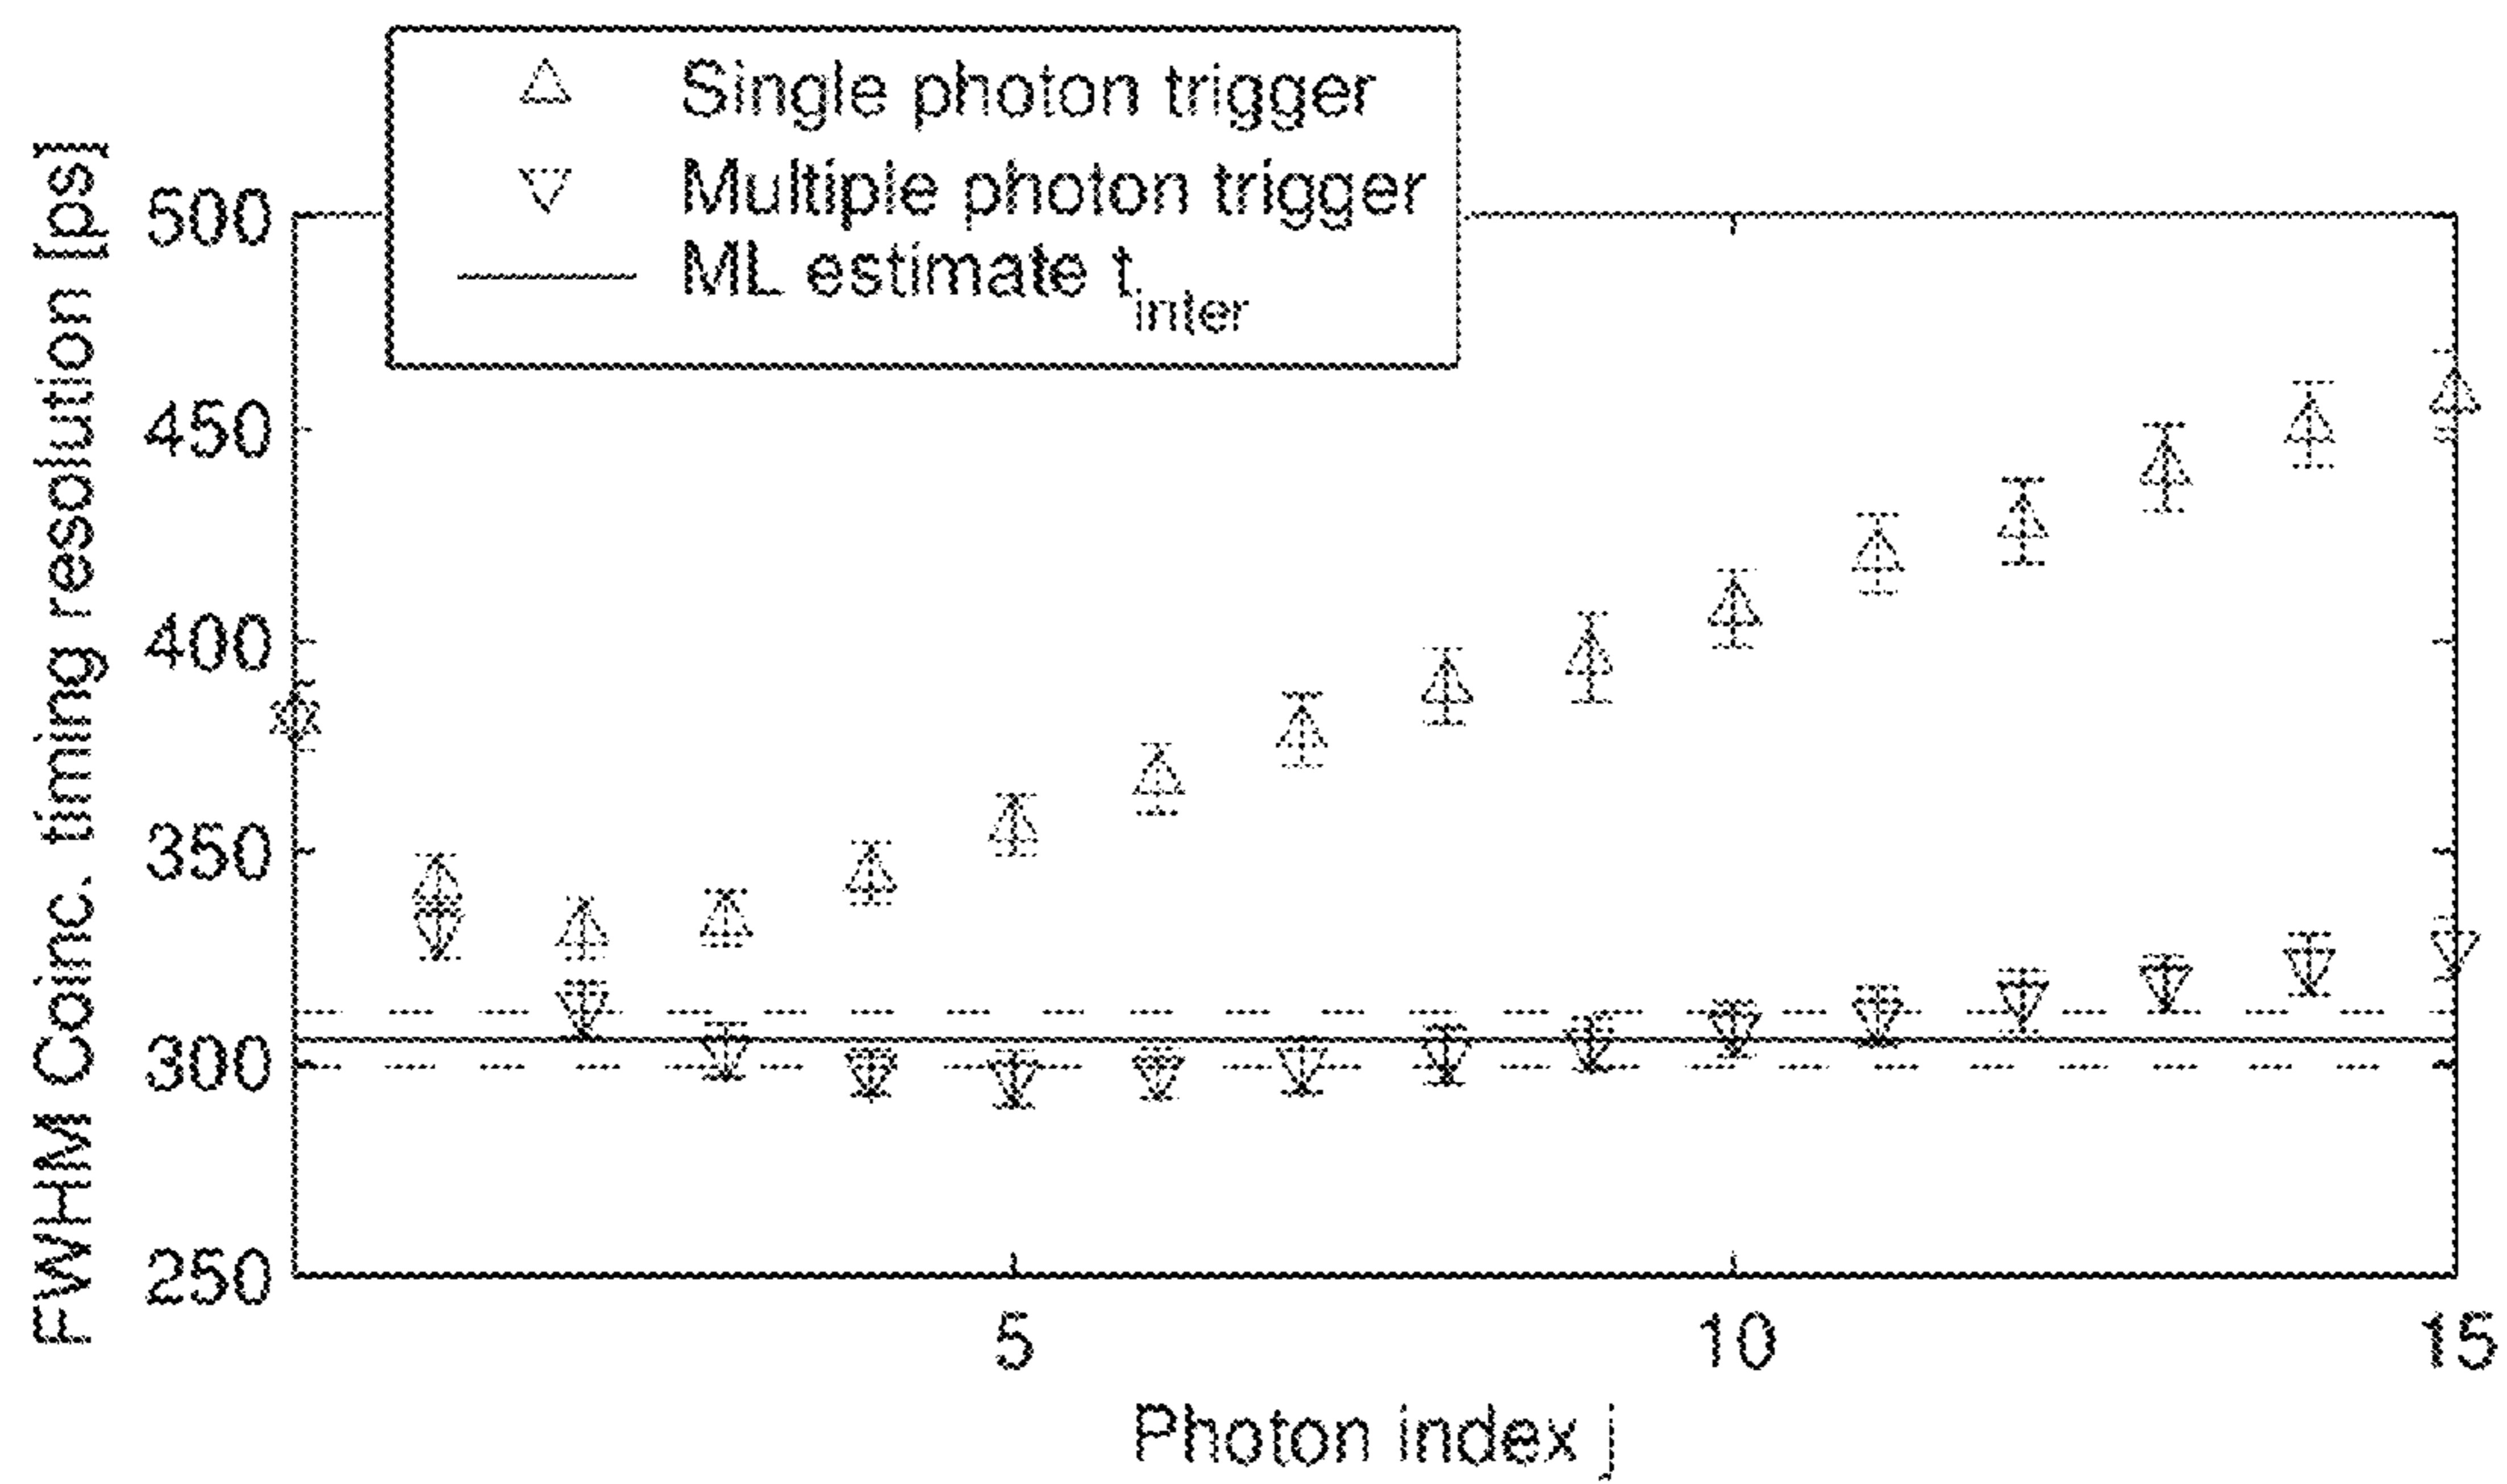 Single photon trigger
Multiple photon trigger
ML estimate t_inter
FWHM Coinc. timing resolution [ps]
500
450
400
350
300
250
5
10
15
Photon index j